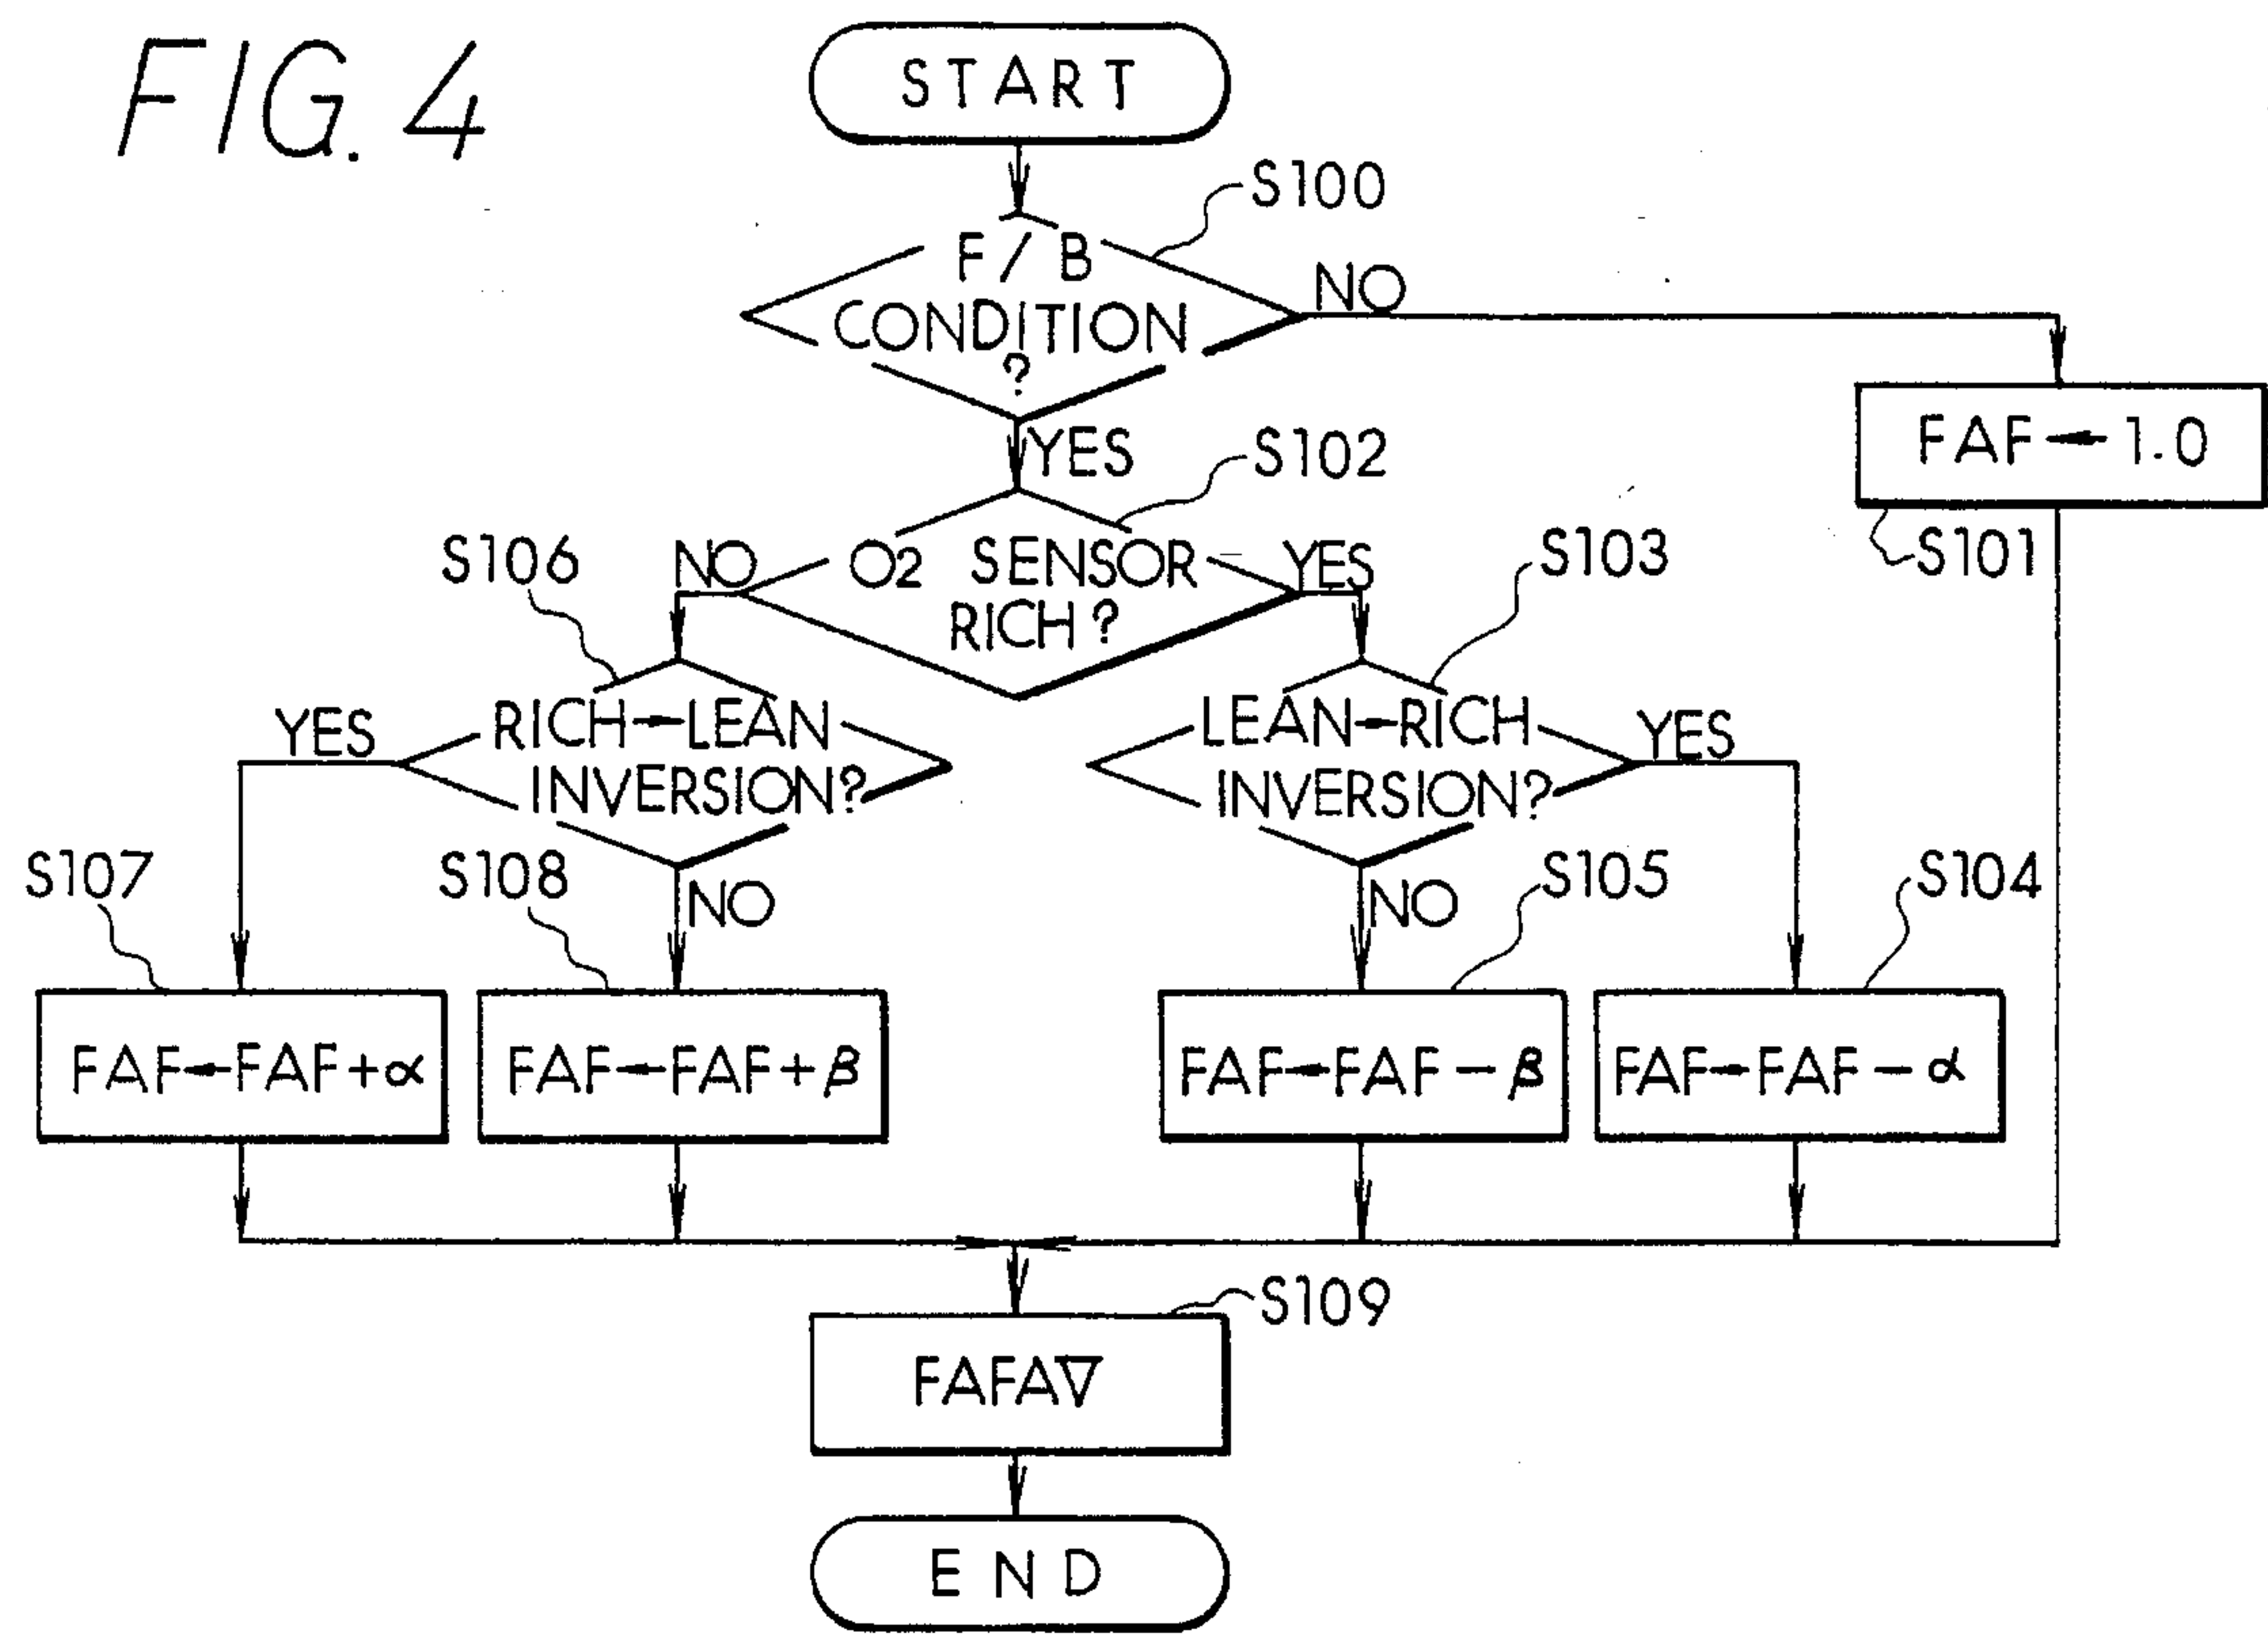 FIG. 4
START
S100
F/B
CONDITION
?
NO
YES
FAF ← 1.0
S101
S102
O2 SENSOR
RICH?
NO
YES
S106
S103
RICH→LEAN
INVERSION?
YES
NO
LEAN→RICH
INVERSION?
YES
NO
S107
S108
S105
S104
FAF←FAF+α
FAF←FAF+β
FAF←FAF-β
FAF←FAF-α
S109
FAFAV
END